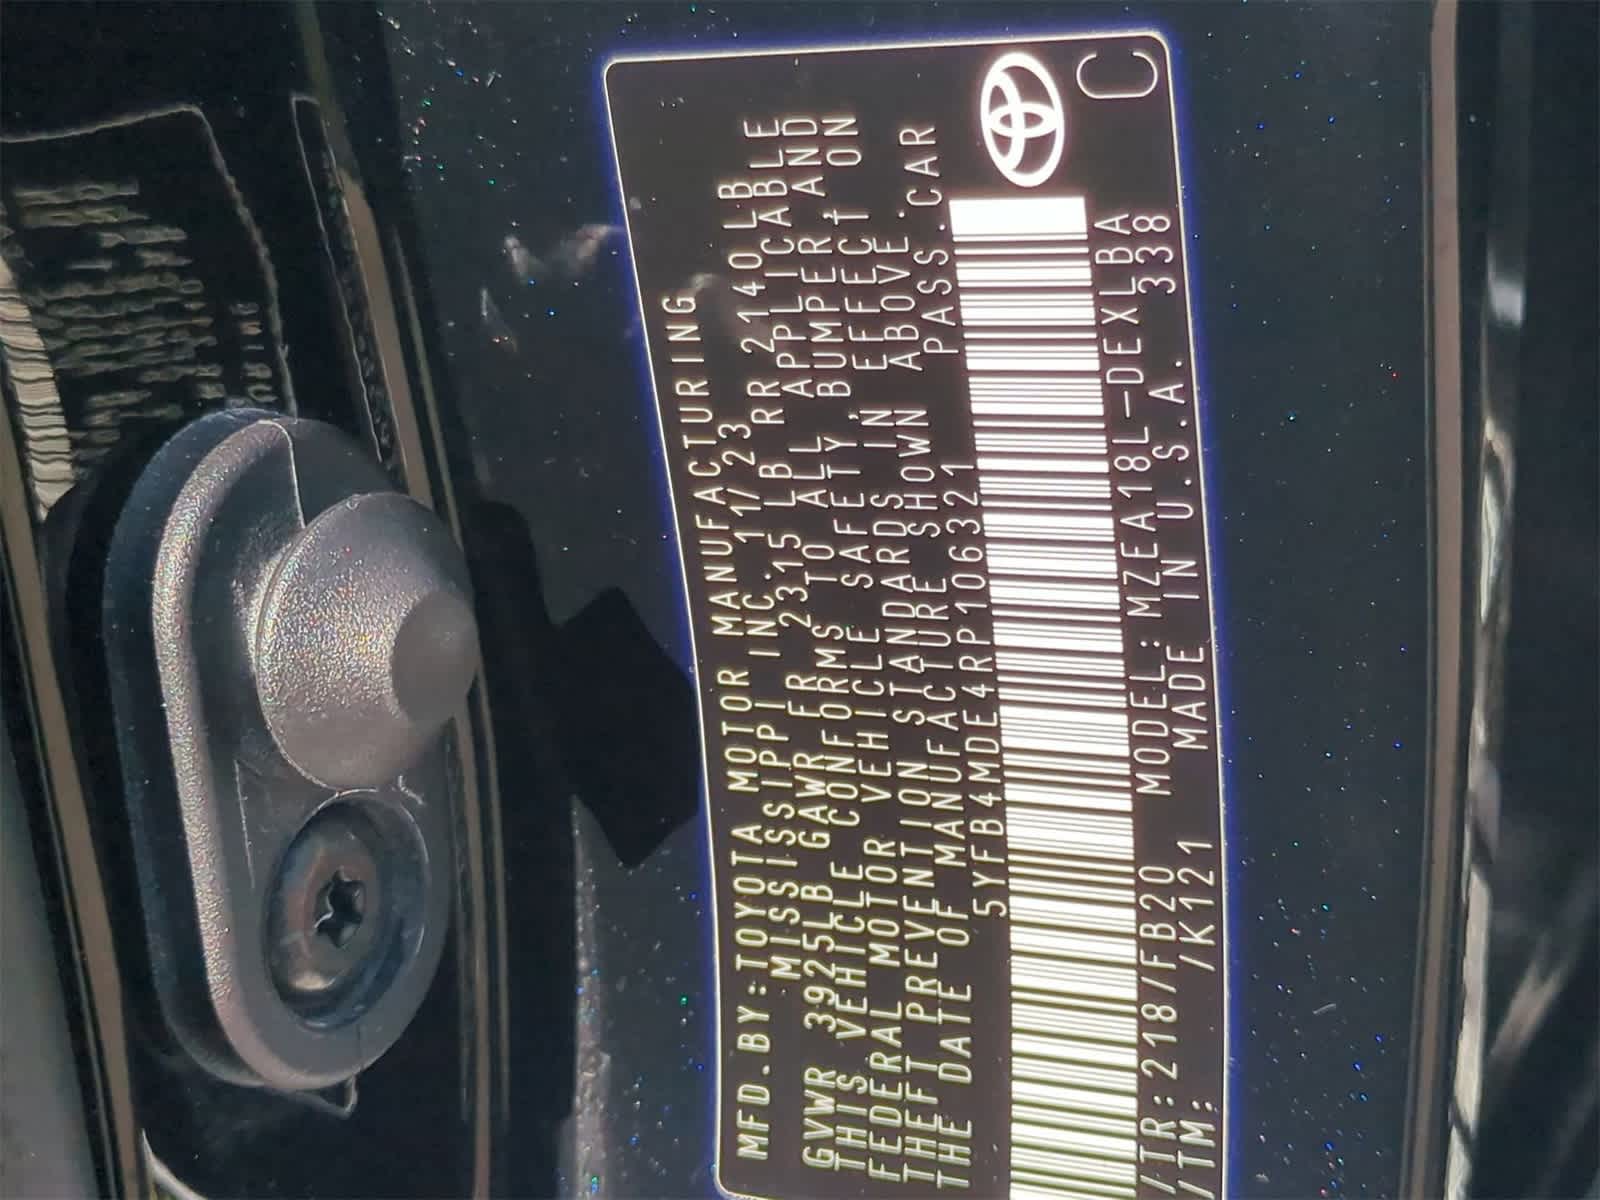 MFD.BY:TOYOTA MOTOR MANUFACTURING
MISSISSIPPI INC. 11/23
GVWR 3925LB GAWR FR 2315 LB RR 2140LB
THIS VEHICLE CONFORMS TO ALL APPLICABLE
FEDERAL MOTOR VEHICLE SAFETY, BUMPER, AND
THEFT PREVENTION STANDARDS IN EFFECT ON
THE DATE OF MANUFACTURE SHOWN ABOVE.
5YFB4MDE4RP106321 PASS.CAR
C
/TR:218/FB20 MODEL:MZEA18L-DEXLBA
/TM: /K121 MADE IN U.S.A. 338